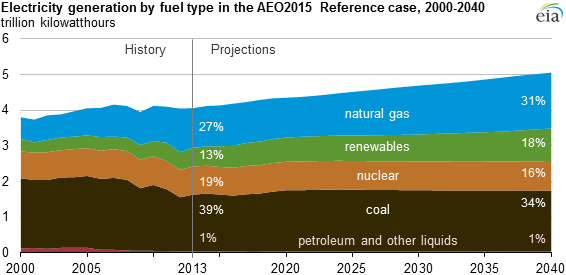 Electricity generation by fuel type in the AEO2015 Reference case, 2000-2040
trillion kilowatthours
eia
6
History
Projections
5
4
natural gas
31%
27%
3
renewables
18%
13%
2
nuclear
16%
19%
coal
34%
39%
1
1%
petroleum and other liquids
1%
0
2000
2005
2013
2020
2025
2030
2035
2040